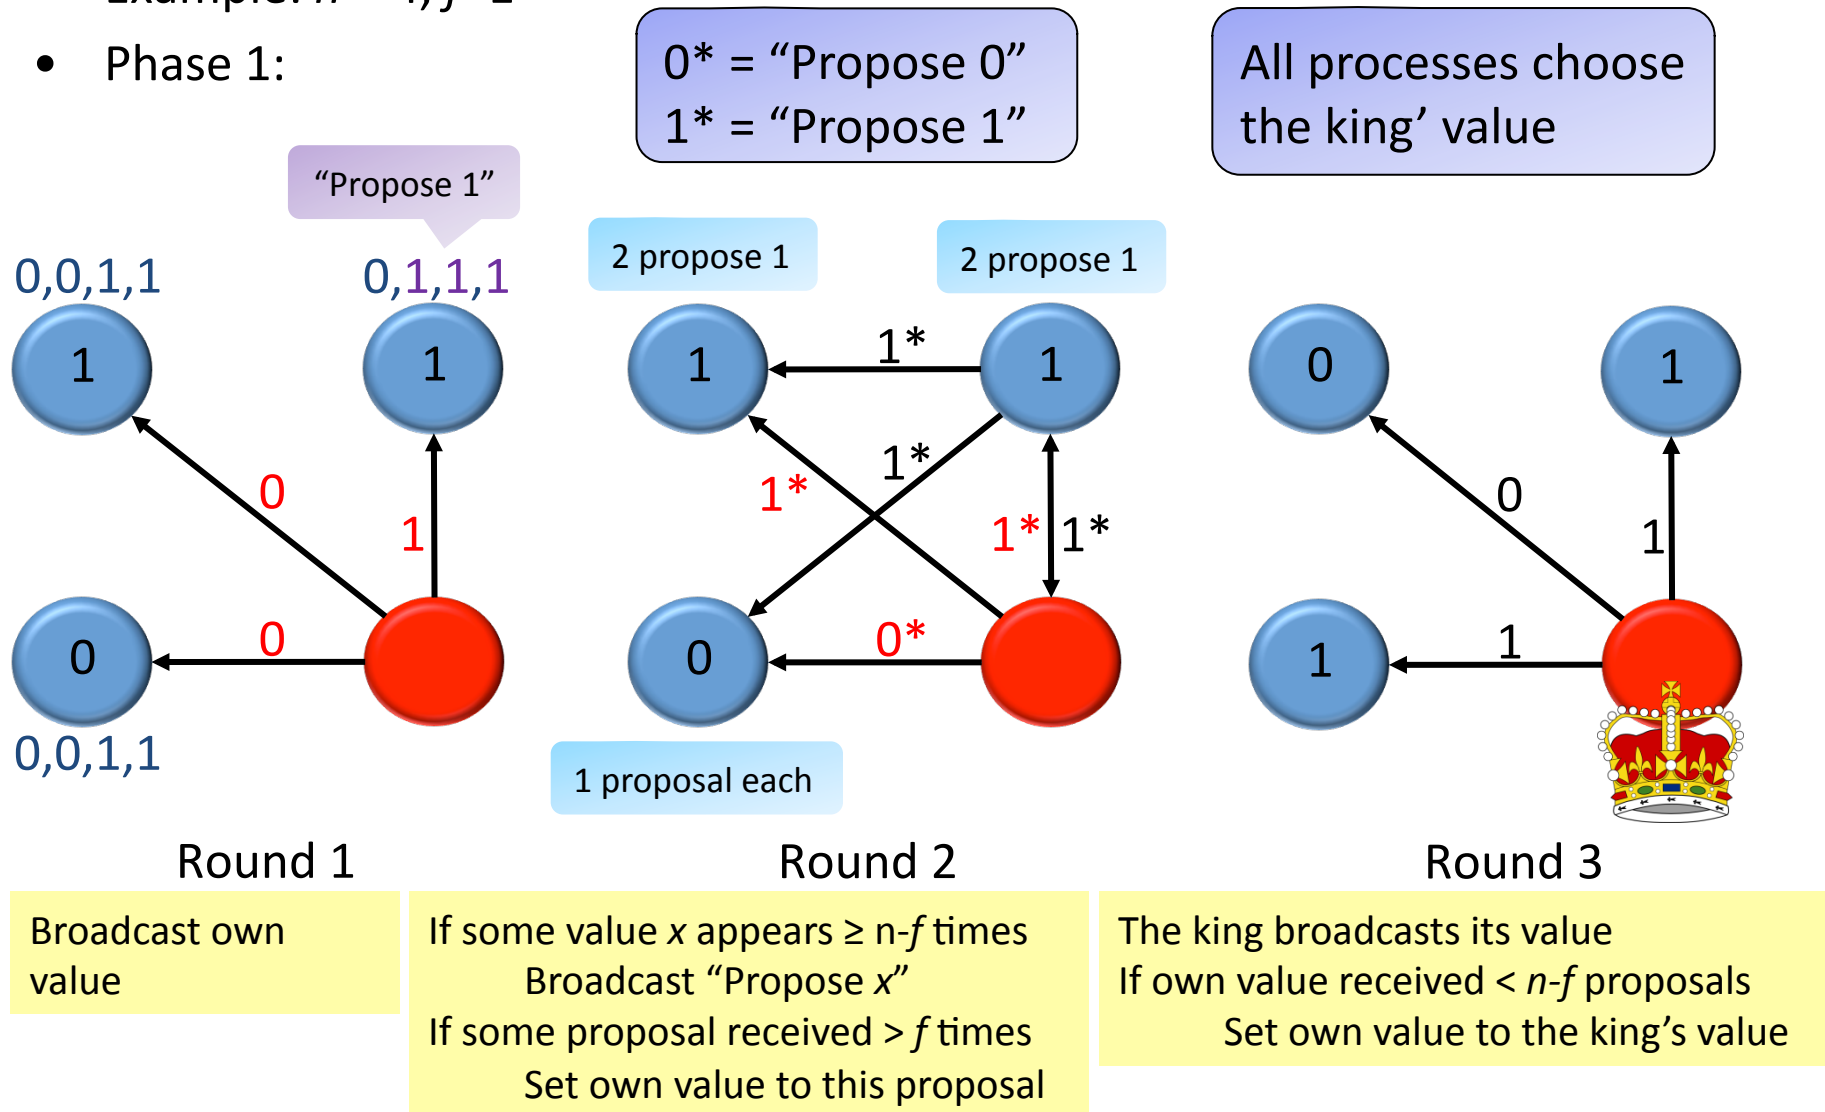 • Phase 1:
0* = “Propose 0”
1* = “Propose 1”
All processes choose
the king’ value
“Propose 1”
0,0,1,1
0,1,1,1
1
1
0
1
0
0
0,0,1,1
2 propose 1
2 propose 1
1*
1
1
1*
1*
1*
1*
0*
0
1 proposal each
0
1
0
1
1
1
Round 1
Round 2
Round 3
Broadcast own
value
If some value x appears ≥ n-f times
Broadcast “Propose x”
If some proposal received > f times
Set own value to this proposal
The king broadcasts its value
If own value received < n-f proposals
Set own value to the king’s value